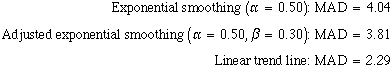 Exponential smoothing (α = 0.50): MAD = 4.04
Adjusted exponential smoothing (α = 0.50, β = 0.30): MAD = 3.81
Linear trend line: MAD = 2.29